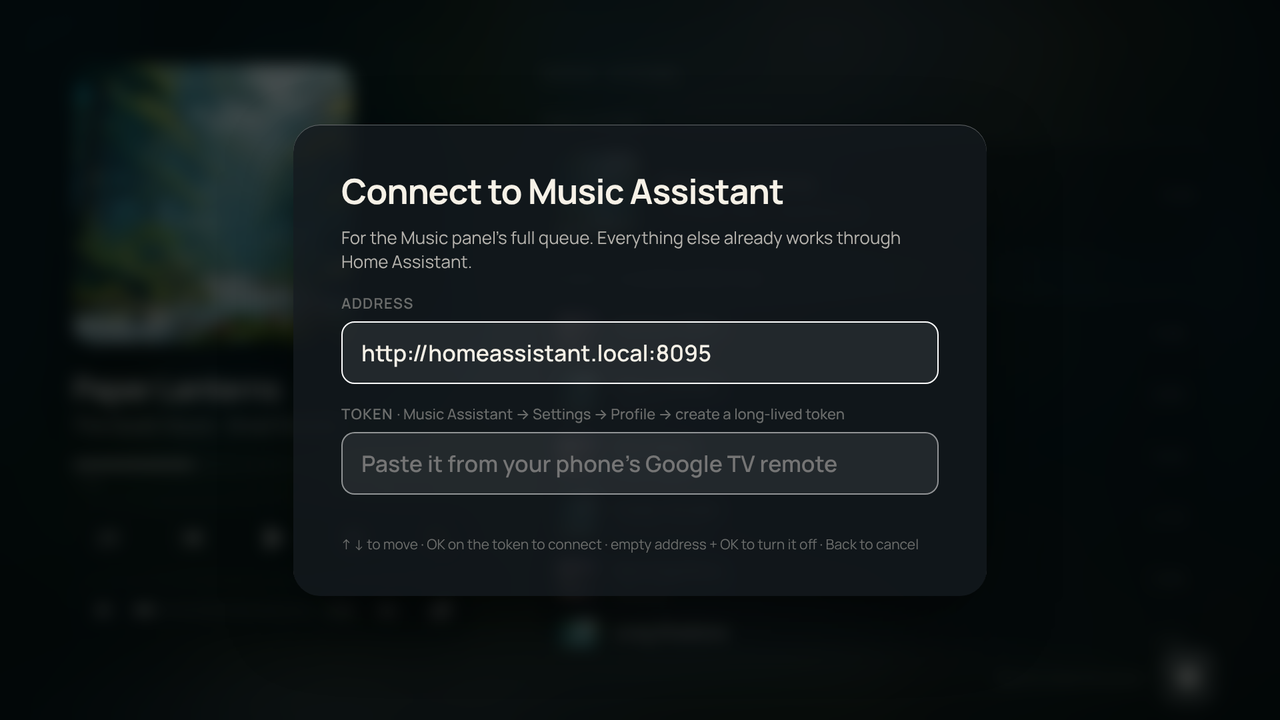 Connect to Music Assistant
For the Music panel's full queue. Everything else already works through
Home Assistant.
ADDRESS
http://homeassistant.local:8095
TOKEN · Music Assistant → Settings → Profile → create a long-lived token
Paste it from your phone's Google TV remote
↑ ↓ to move · OK on the token to connect · empty address + OK to turn it off · Back to cancel